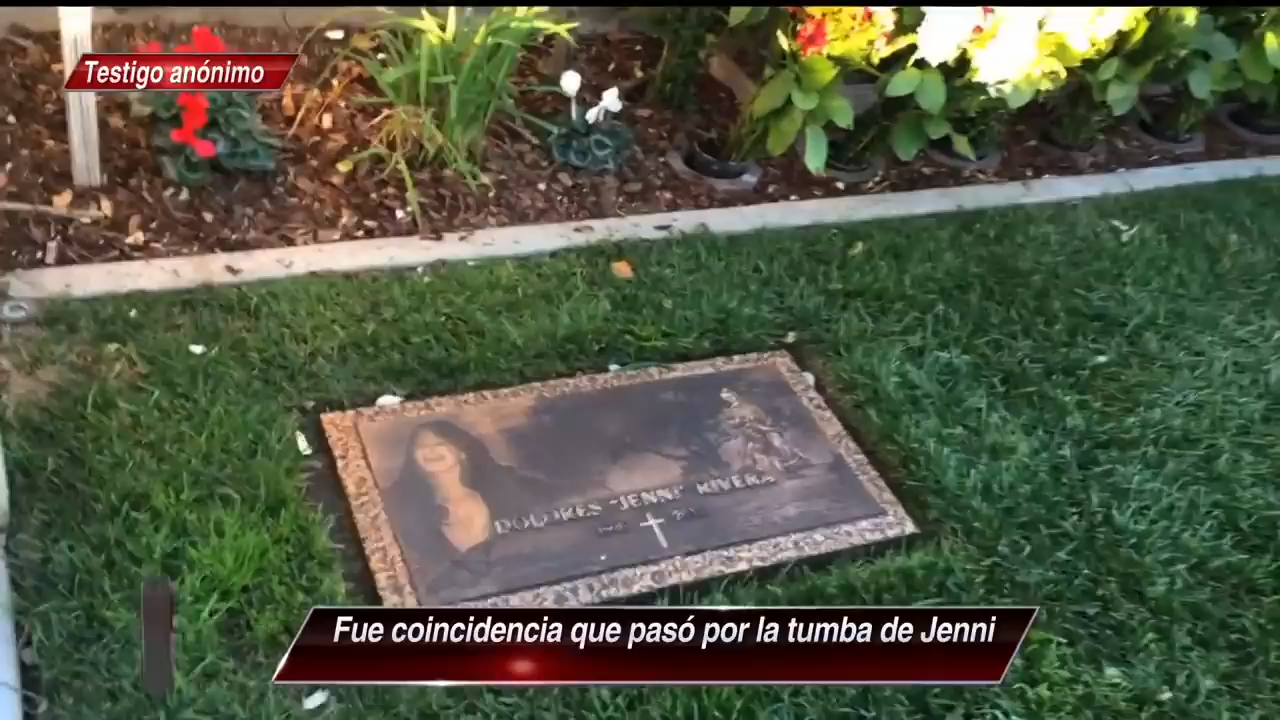 Testigo anónimo
DOLORES "JENNI" RIVERA
Fue coincidencia que pasó por la tumba de Jenni